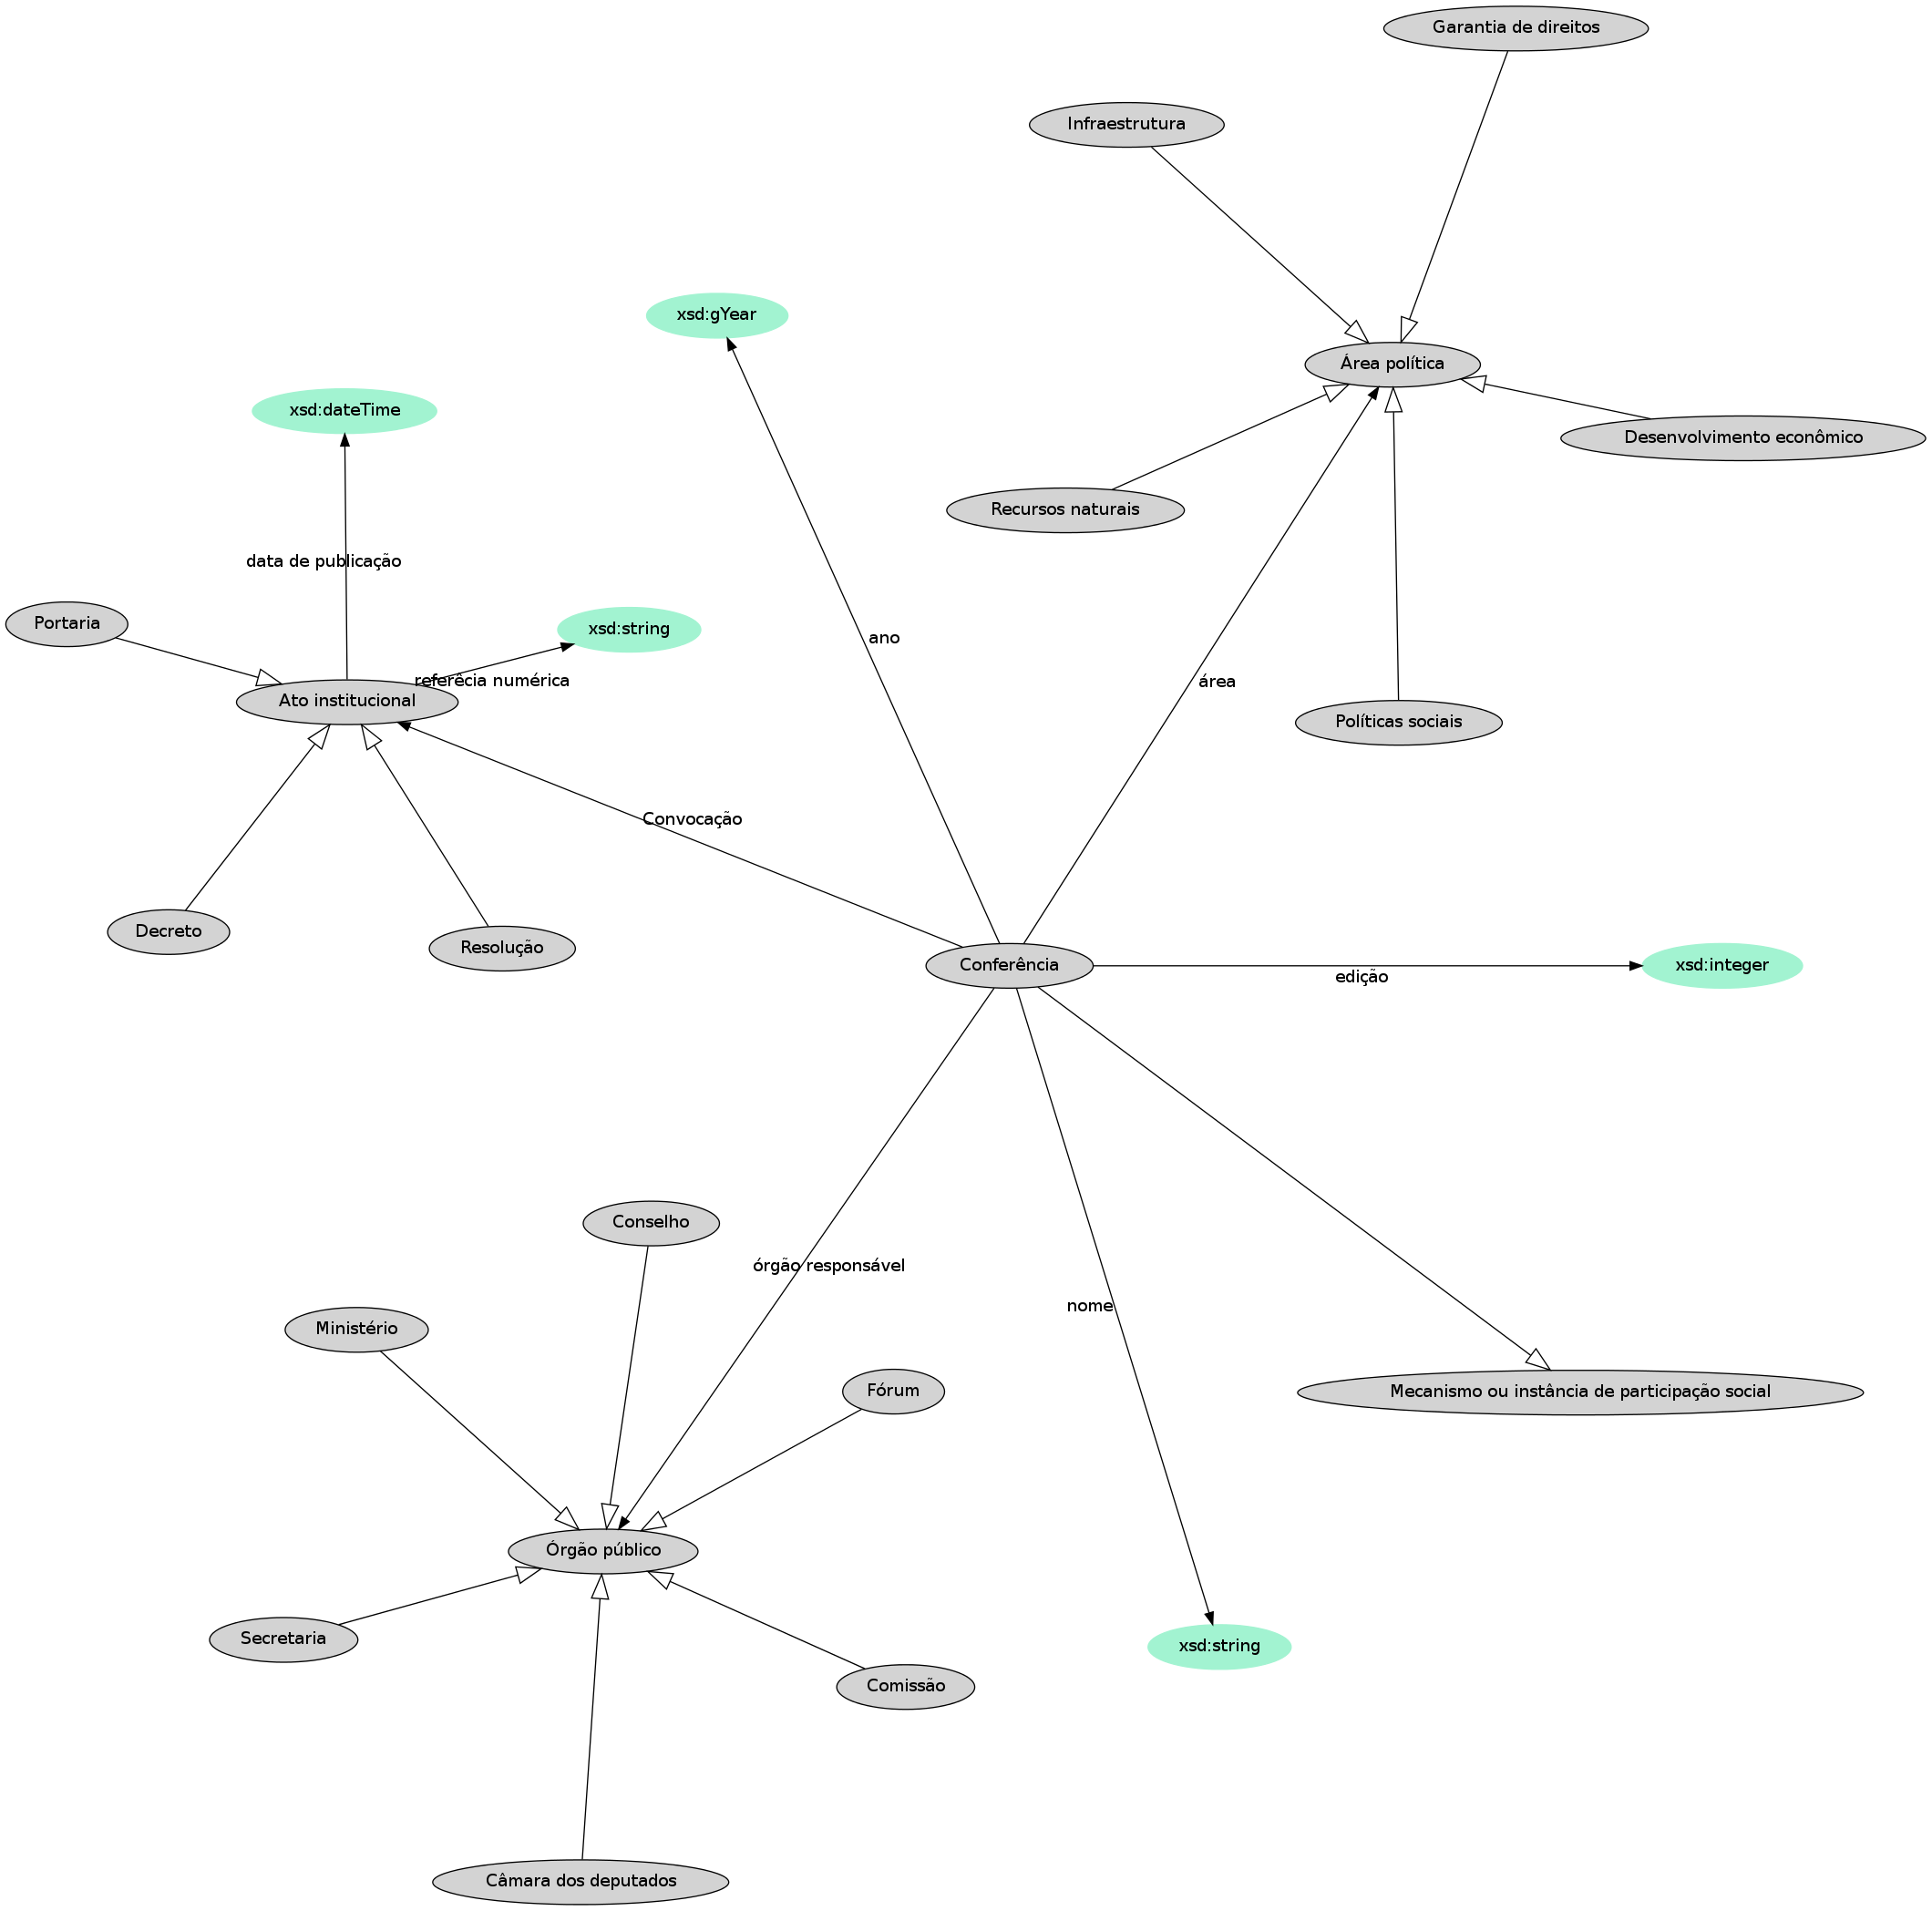 Garantia de direitos
Infraestrutura
xsd:gYear
Área política
xsd:dateTime
Desenvolvimento econômico
Recursos naturais
data de publicação
Portaria
xsd:string
ano
referêcia numérica
área
Ato institucional
Políticas sociais
Convocação
Decreto
Resolução
Conferência
xsd:integer
edição
Conselho
órgão responsável
nome
Ministério
Fórum
Mecanismo ou instância de participação social
Órgão público
Secretaria
xsd:string
Comissão
Câmara dos deputados